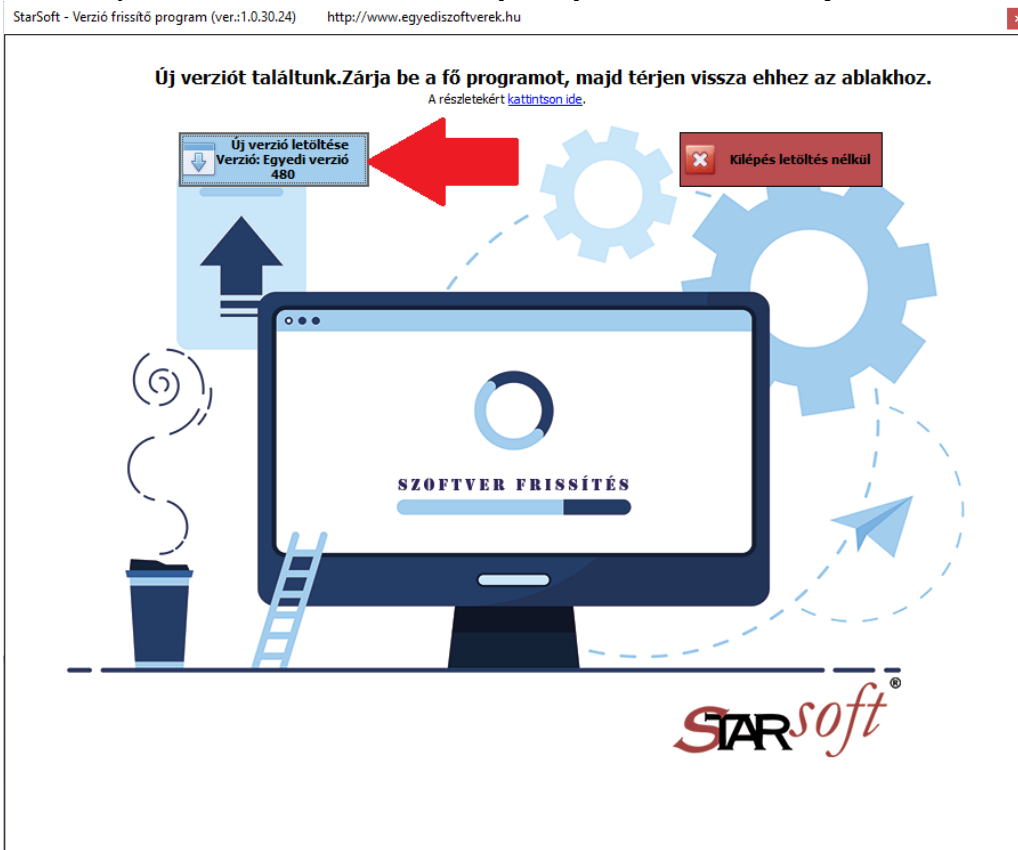 StarSoft - Verzió frissítő program (ver.:1.0.30.24) http://www.egyediszoftverek.hu
Új verziót találtunk.Zárja be a fő programot, majd térjen vissza ehhez az ablakhoz.
A részletekért kattintson ide.
Új verzió letöltése
Verzió: Egyedi verzió
480
Kilépés letöltés nélkül
SZOFTVER FRISSÍTÉS
STARsoft®